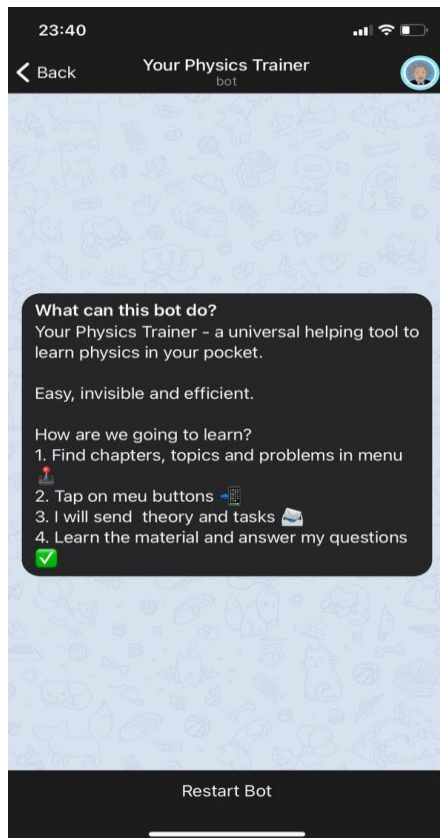 23:40
Back
Your Physics Trainer
bot
What can this bot do?
Your Physics Trainer - a universal helping tool to
learn physics in your pocket.
Easy, invisible and efficient.
How are we going to learn?
1. Find chapters, topics and problems in menu
🕹️
2. Tap on meu buttons 📲
3. I will send  theory and tasks 📨
4. Learn the material and answer my questions
✅
Restart Bot